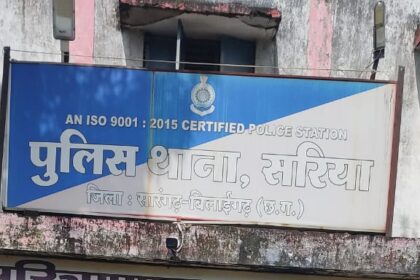 AN ISO 9001 : 2015 CERTIFIED POLICE STATION
पुलिस थाना, सरिया
जिला : सारंगढ़-बिलाईगढ़ (छ.ग.)